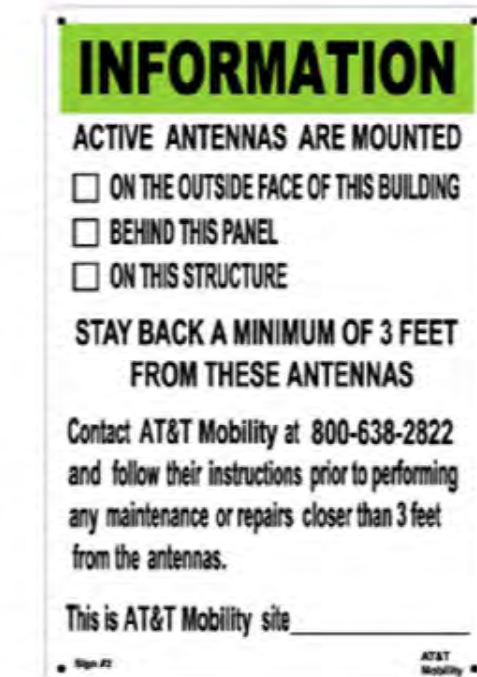 INFORMATION
ACTIVE ANTENNAS ARE MOUNTED
ON THE OUTSIDE FACE OF THIS BUILDING
BEHIND THIS PANEL
ON THIS STRUCTURE
STAY BACK A MINIMUM OF 3 FEET
FROM THESE ANTENNAS
Contact AT&T Mobility at 800-638-2822
and follow their instructions prior to performing
any maintenance or repairs closer than 3 feet
from the antennas.
This is AT&T Mobility site
Sign #2
AT&T
Mobility